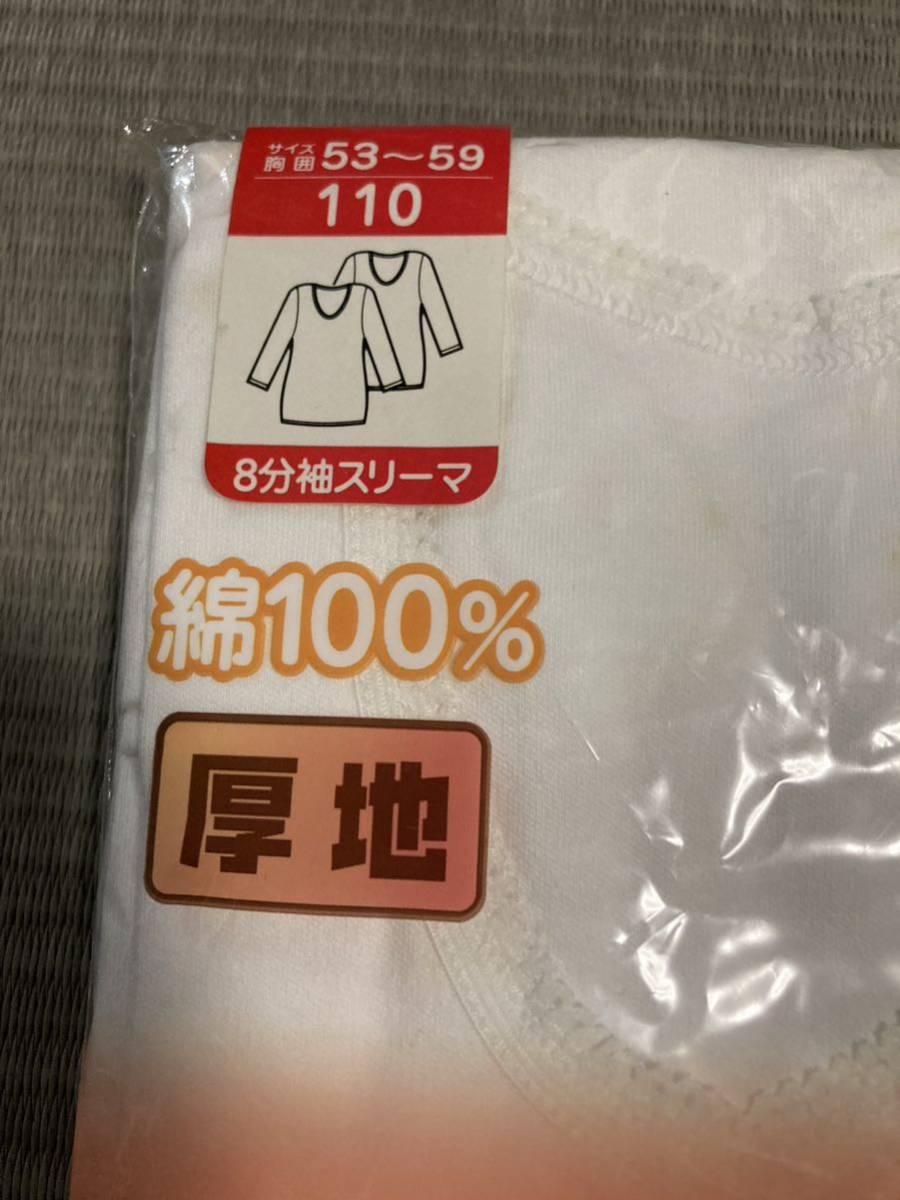 サイズ
胸囲 53～59
110
8分袖スリーマ
綿100%
厚地